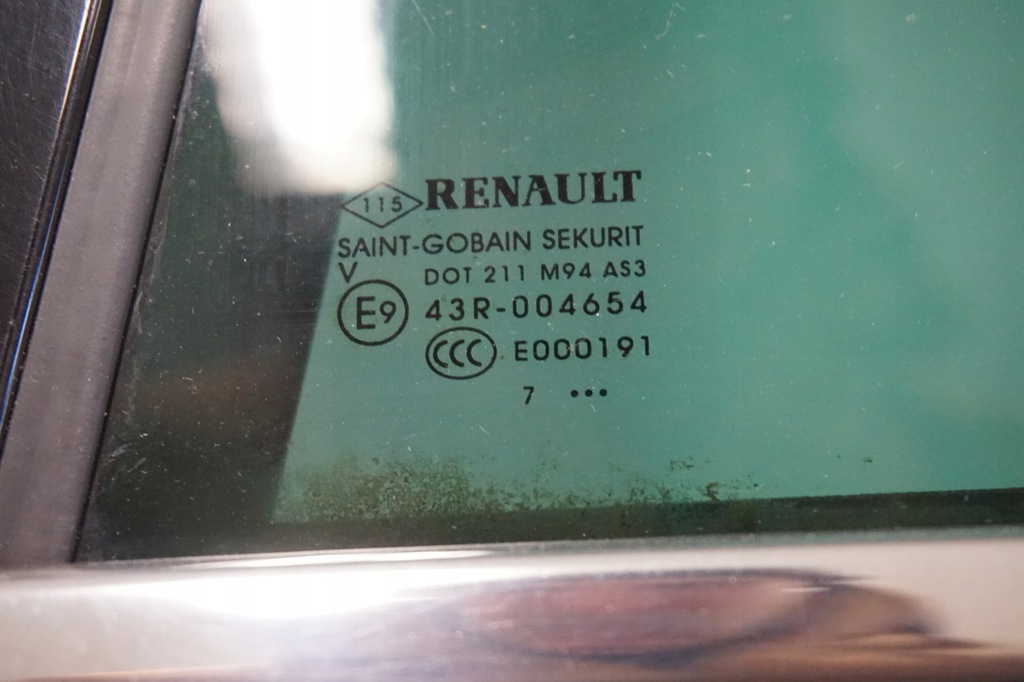 115 RENAULT
SAINT-GOBAIN SEKURIT
V DOT 211 M94 AS3
E9 43R-004654
CCC E000191
7 •••